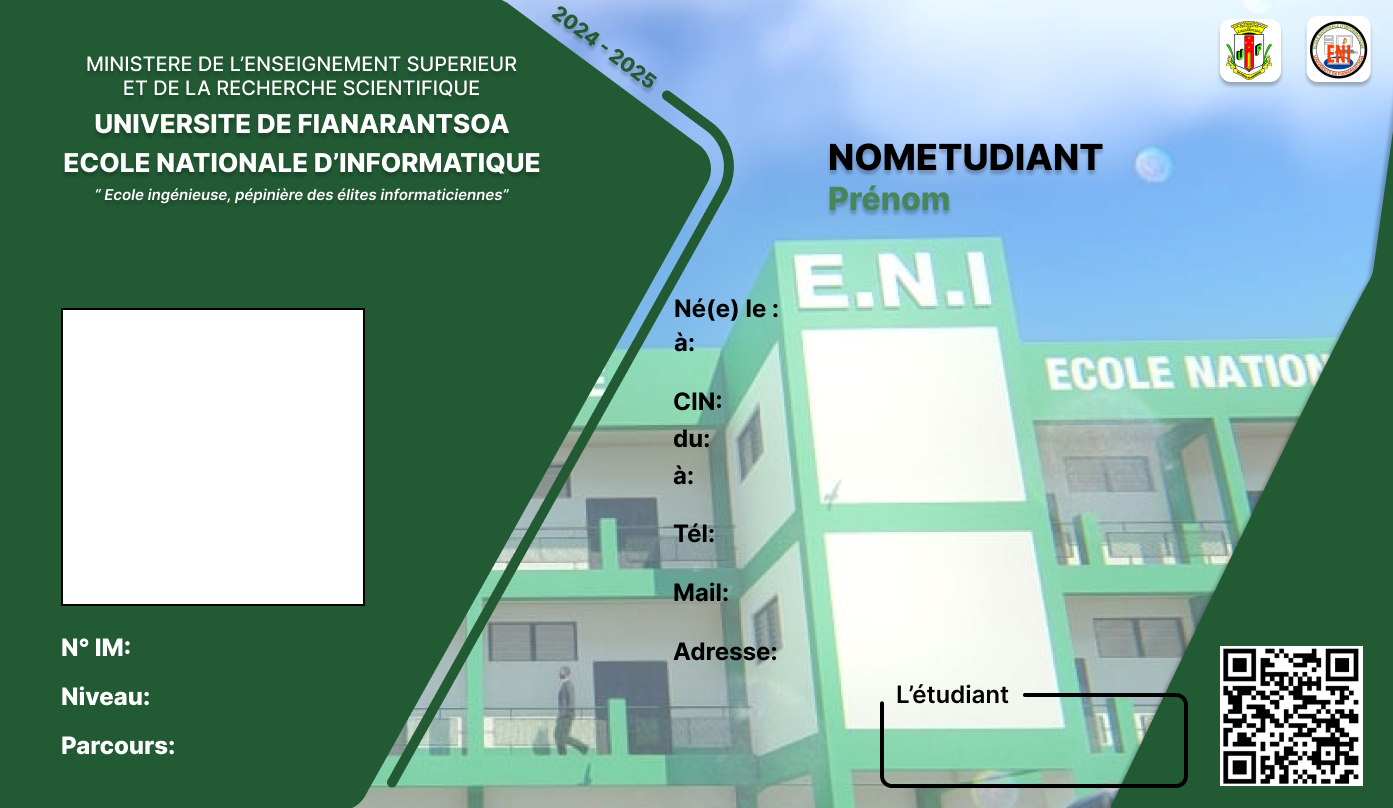 MINISTERE DE L’ENSEIGNEMENT SUPERIEUR
ET DE LA RECHERCHE SCIENTIFIQUE
UNIVERSITE DE FIANARANTSOA
ECOLE NATIONALE D’INFORMATIQUE
“ Ecole ingénieuse, pépinière des élites informaticiennes”
2024 - 2025
NOMETUDIANT
Prénom
E.N.I
ECOLE NATION
Né(e) le :
à:
CIN:
du:
à:
Tél:
Mail:
Adresse:
N° IM:
Niveau:
Parcours:
L’étudiant
ENI